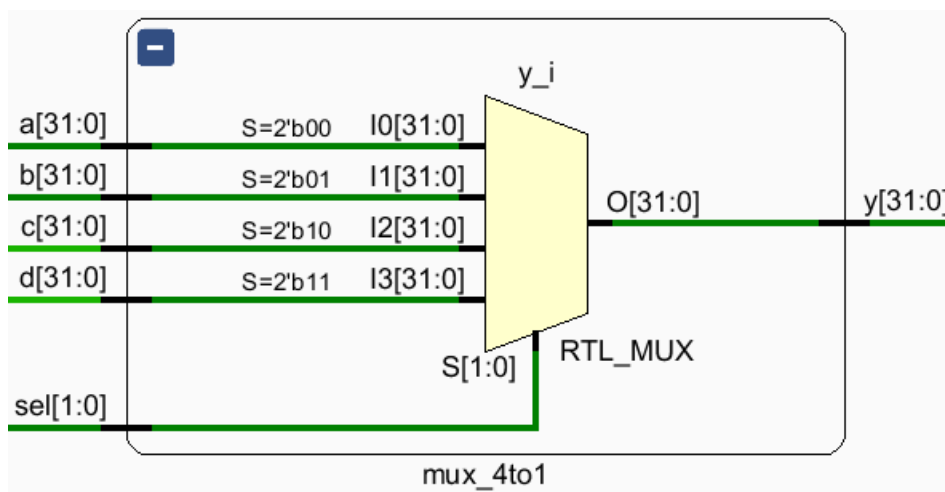 y_i
a[31:0] S=2'b00 I0[31:0]
b[31:0] S=2'b01 I1[31:0]
c[31:0] S=2'b10 I2[31:0]
O[31:0] y[31:0]
d[31:0] S=2'b11 I3[31:0]
S[1:0] RTL_MUX
sel[1:0]
mux_4to1